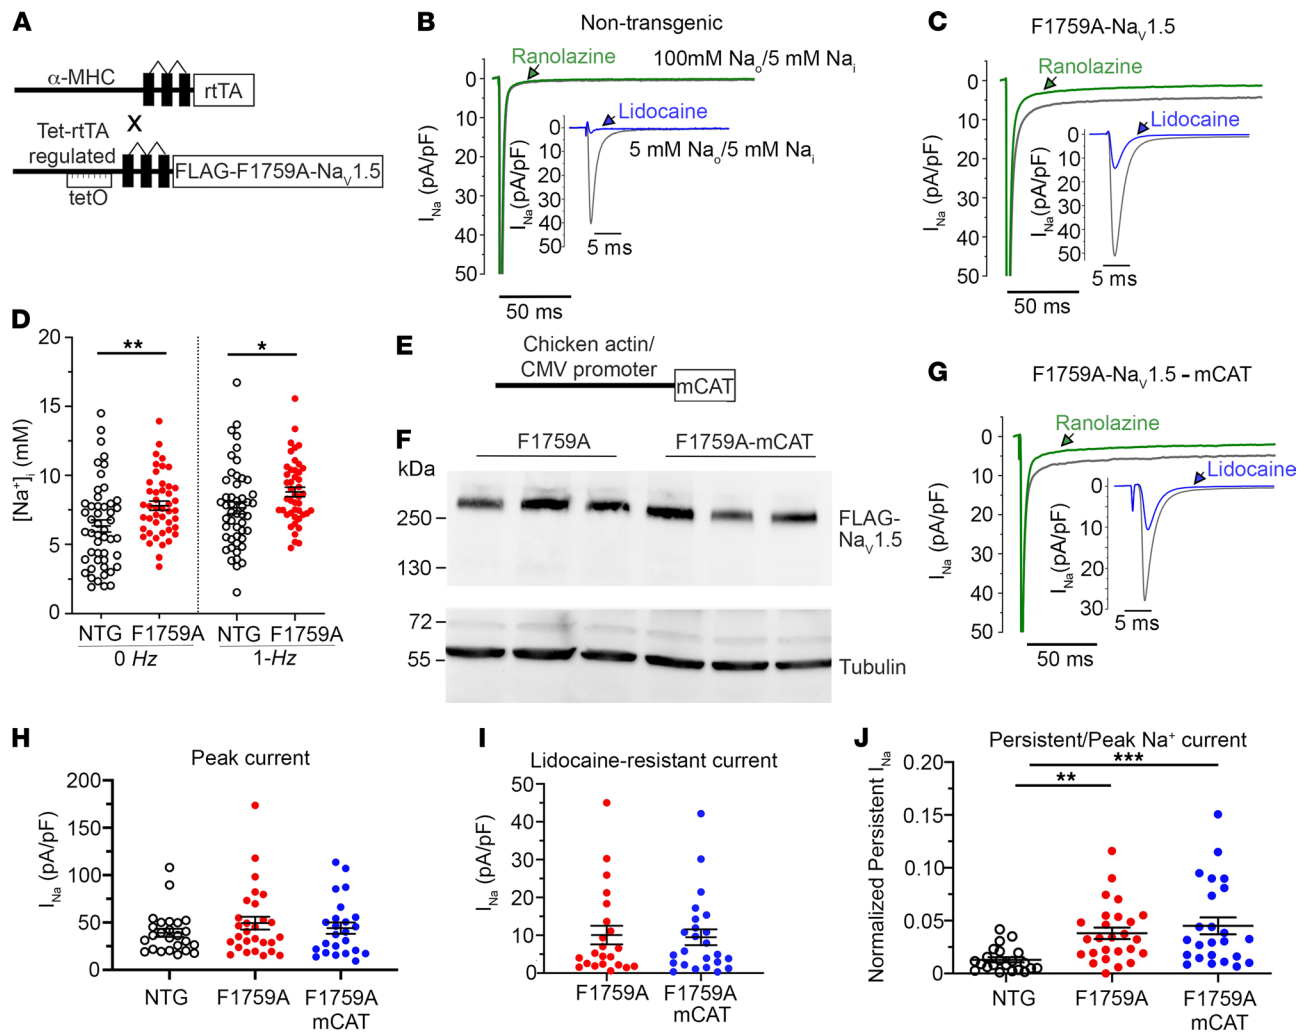 A
α-MHC
rtTA
X
Tet-rtTA
regulated
FLAG-F1759A-NaV1.5
tetO
B
Non-transgenic
Ranolazine
100mM Nao/5 mM Nai
0
10
20
30
40
50
INa (pA/pF)
Lidocaine
5 mM Nao/5 mM Nai
0
10
20
30
40
50
INa(pA/pF)
5 ms
50 ms
C
F1759A-NaV1.5
Ranolazine
0
10
20
30
40
50
INa (pA/pF)
Lidocaine
0
10
20
30
40
50
INa(pA/pF)
5 ms
50 ms
D
20
15
10
5
0
[Na+]i (mM)
**
*
NTG F1759A NTG F1759A
0 Hz 1-Hz
E
Chicken actin/
CMV promoter
mCAT
F
F1759A F1759A-mCAT
kDa
250
130
FLAG-
NaV1.5
72
55
Tubulin
G
F1759A-NaV1.5 - mCAT
Ranolazine
0
10
20
30
40
50
INa (pA/pF)
Lidocaine
0
10
20
30
INa(pA/pF)
5 ms
50 ms
H
Peak current
200
150
100
50
0
INa (pA/pF)
NTG F1759A F1759A
mCAT
I
Lidocaine-resistant current
50
40
30
20
10
0
INa (pA/pF)
F1759A F1759A
mCAT
J
Persistent/Peak Na+ current
0.20
0.15
0.10
0.05
0
Normalized Persistent INa
***
**
NTG F1759A F1759A
mCAT